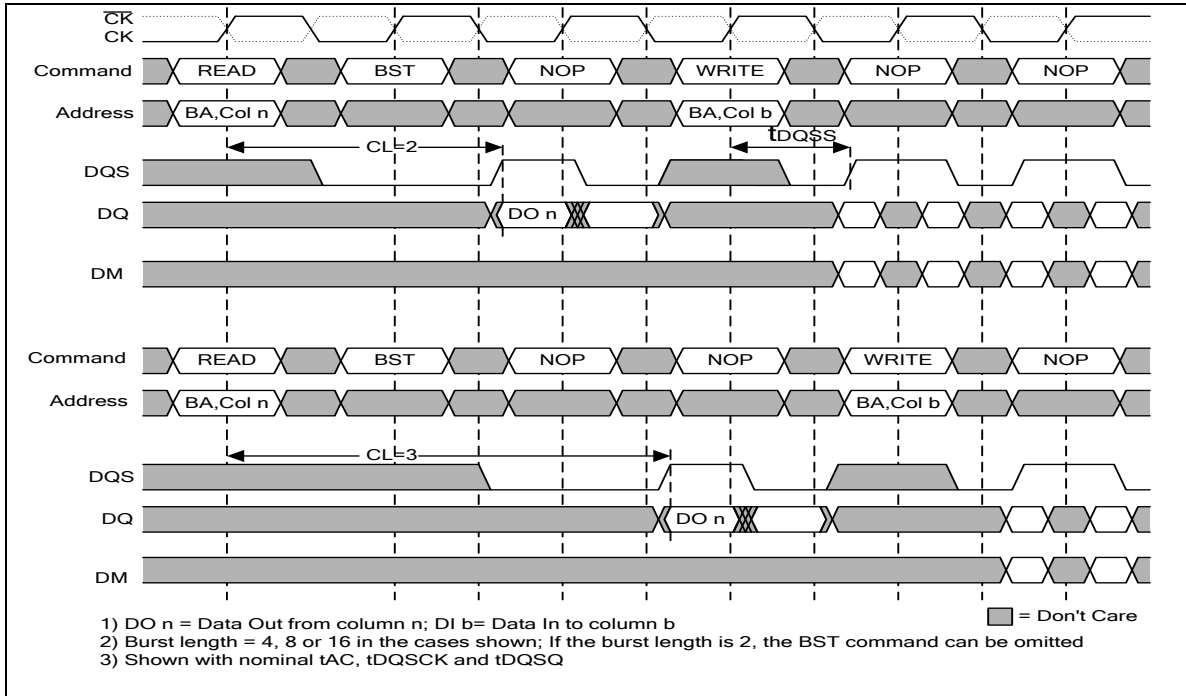 CK
CK
Command READ BST NOP WRITE NOP NOP
Address BA,Col n BA,Col b
CL=2 tDQSS
DQS
DQ DO n
DM
Command READ BST NOP NOP WRITE NOP
Address BA,Col n BA,Col b
CL=3
DQS
DQ DO n
DM
1) DO n = Data Out from column n; DI b= Data In to column b
= Don't Care
2) Burst length = 4, 8 or 16 in the cases shown; If the burst length is 2, the BST command can be omitted
3) Shown with nominal tAC, tDQSCK and tDQSQ